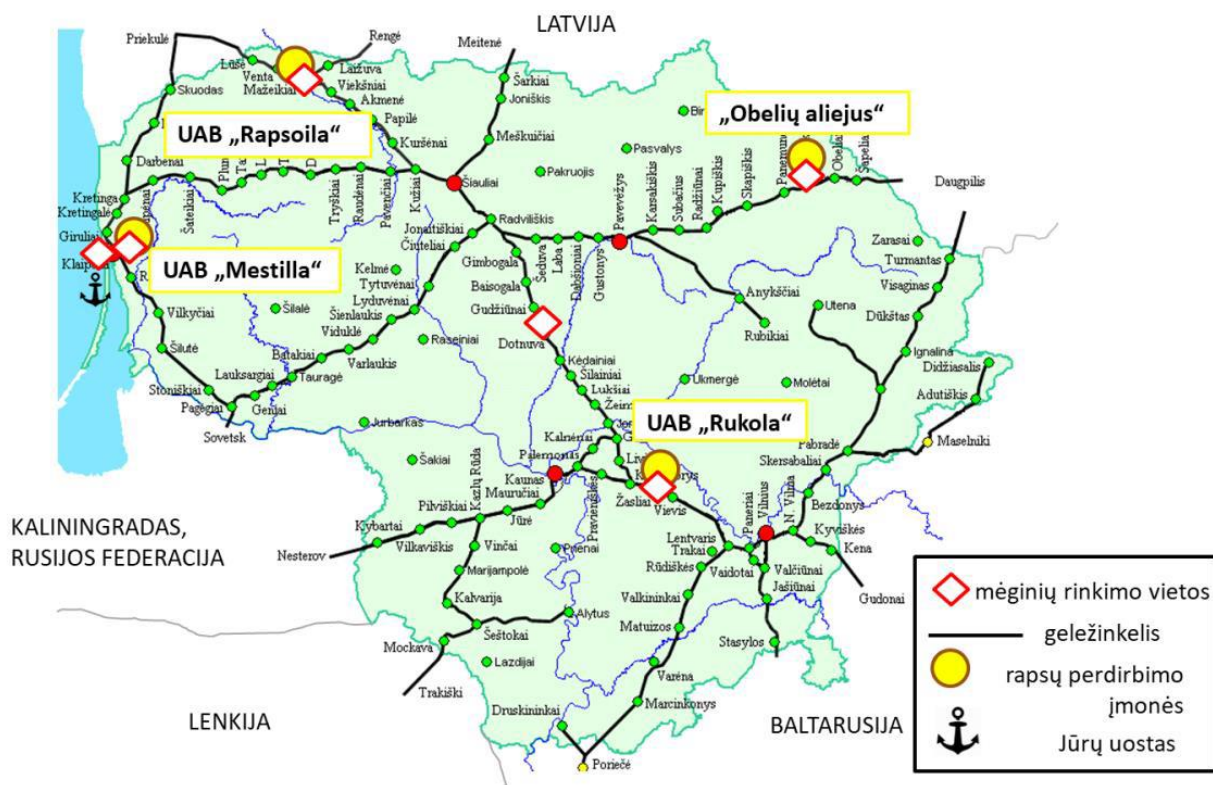 LATVIJA
Priekulė
Rengė
Meitenė
Lūšė
Venta
Mažeikiai
Laižuva
Viekšniai
Akmenė
Papilė
Kuršėnai
Skuodas
Šarkiai
Joniškis
Meškuičiai
UAB „Rapsoila“
„Obelių aliejus“
Pasvalys
Pakruojis
Darbėnai
Kretinga
Kretingalė
Giruliai
Šateikiai
Tryškiai
Raudėnai
Pavenčiai
Kužiai
Šiauliai
Radviliškis
Jonaitiškiai
Čiuteliai
Šeduva
Laba
Dabšioniai
Gustonys
Panevėžys
Karsakiškis
Subačius
Radžiūnai
Kupiškis
Skapiškis
Obeliai
Daugpilis
UAB „Mestilla“
Kelmė
Tytuvėnai
Lyduvėnai
Šienlaukis
Viduklė
Varlaukis
Batakiai
Tauragė
Lauksargiai
Geniai
Šilalė
Vilkyčiai
Šilutė
Stoniškiai
Pagėgiai
Sovetsk
Raseiniai
Jurbarkas
Gimbogala
Baisogala
Gudžiūnai
Dotnuva
Kėdainiai
Šilainiai
Lukšiai
Anykščiai
Rubikiai
Utena
Zarasai
Turmantas
Visaginas
Dūkštas
Ignalina
Didžiasalis
Adutiškis
Maselniki
Ukmergė
Molėtai
UAB „Rukola“
Kalnėnai
Palemonas
Kaunas
Mauručiai
Pravieniškės
Žasliai
Vievis
Šakiai
Kazlų Rūda
Pilviškiai
Jūrė
Kybartai
Vilkaviškis
Nesterov
Vinčai
Marijampolė
Kalvarija
Prienai
Alytus
Šeštokai
Mockava
Lazdijai
Trakiški
Pabradė
Skersabaliai
Bezdonys
N. Vilnia
Vilnius
Paneriai
Lentvaris
Trakai
Rūdiškės
Vaidotai
Valčiūnai
Jašiūnai
Kyviškės
Kena
Gudonai
Valkininkai
Matuizos
Stasylos
Varėna
Marcinkonys
Druskininkai
Poriečė
KALININGRADAS,
RUSIJOS FEDERACIJA
LENKIJA
BALTARUSIJA
mėginių rinkimo vietos
geležinkelis
rapsų perdirbimo
įmonės
Jūrų uostas